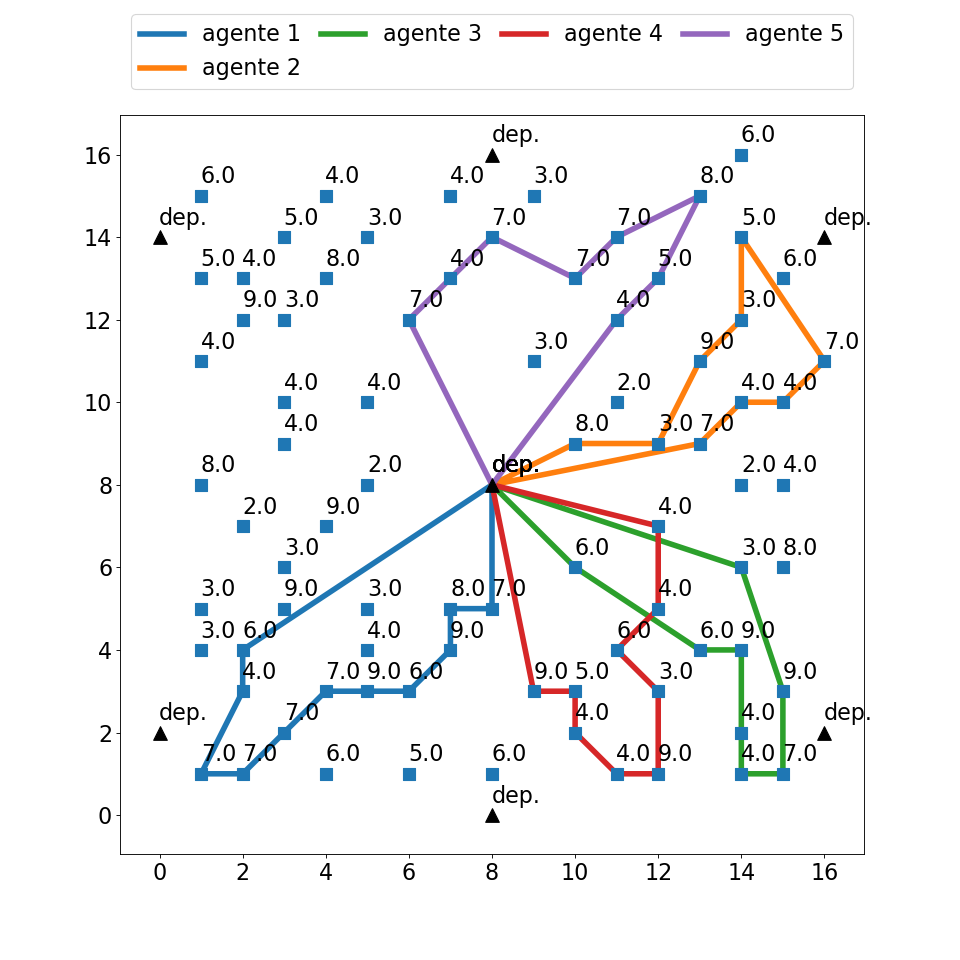 agente 1 agente 3 agente 4 agente 5
agente 2
6.0
dep.
16
6.0 4.0 4.0 3.0 8.0
dep. 5.0 3.0 7.0 7.0 5.0 dep.
14
5.0 4.0 8.0 4.0 7.0 5.0 6.0
9.0 3.0 7.0 4.0 3.0
12
4.0 3.0 9.0 7.0
4.0 4.0 2.0 4.0 4.0
10
4.0 8.0 3.0 7.0
8.0 2.0 dep. 2.0 4.0
8
2.0 9.0 4.0
3.0 6.0 3.0 8.0
6
3.0 9.0 3.0 8.0 7.0 4.0
3.0 6.0 4.0 9.0 6.0 6.0 9.0
4
4.0 7.0 9.0 6.0 9.0 5.0 3.0 9.0
dep. 7.0 4.0 4.0 dep.
2
7.0 7.0 6.0 5.0 6.0 4.0 9.0 4.0 7.0
dep.
0
0 2 4 6 8 10 12 14 16